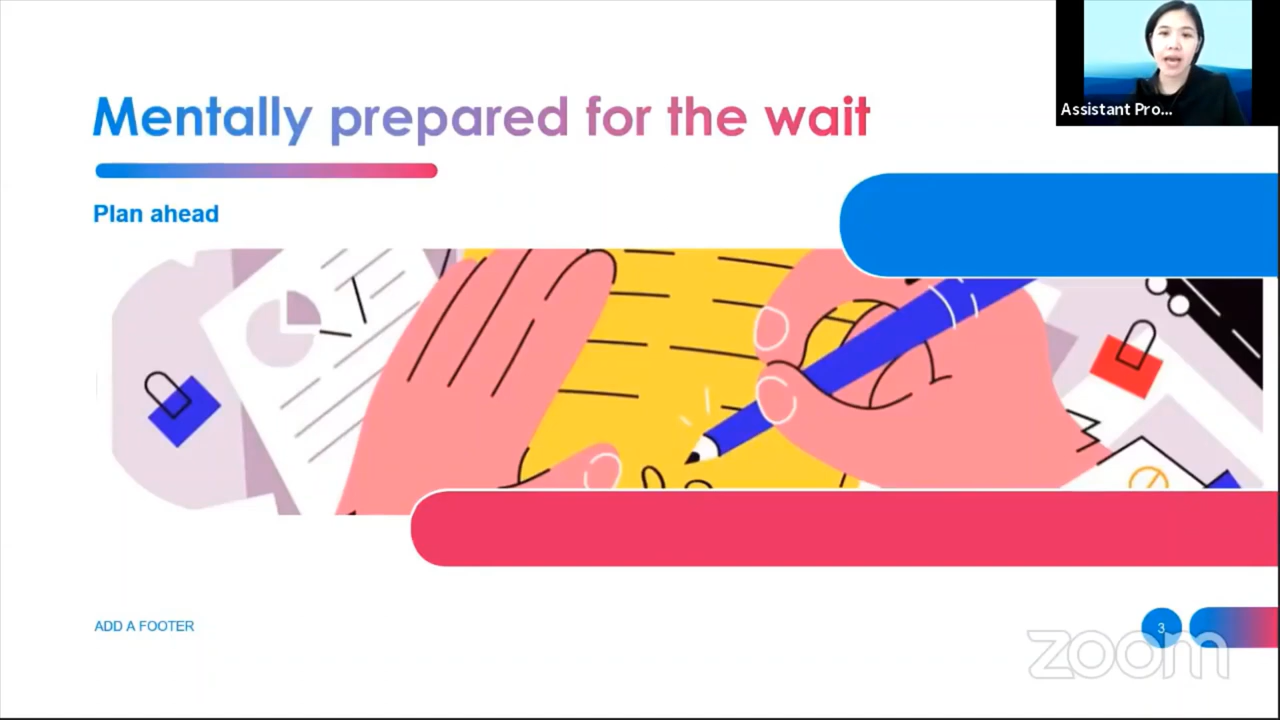 Assistant Pro...
Mentally prepared for the wait
Plan ahead
ADD A FOOTER
3
zoom